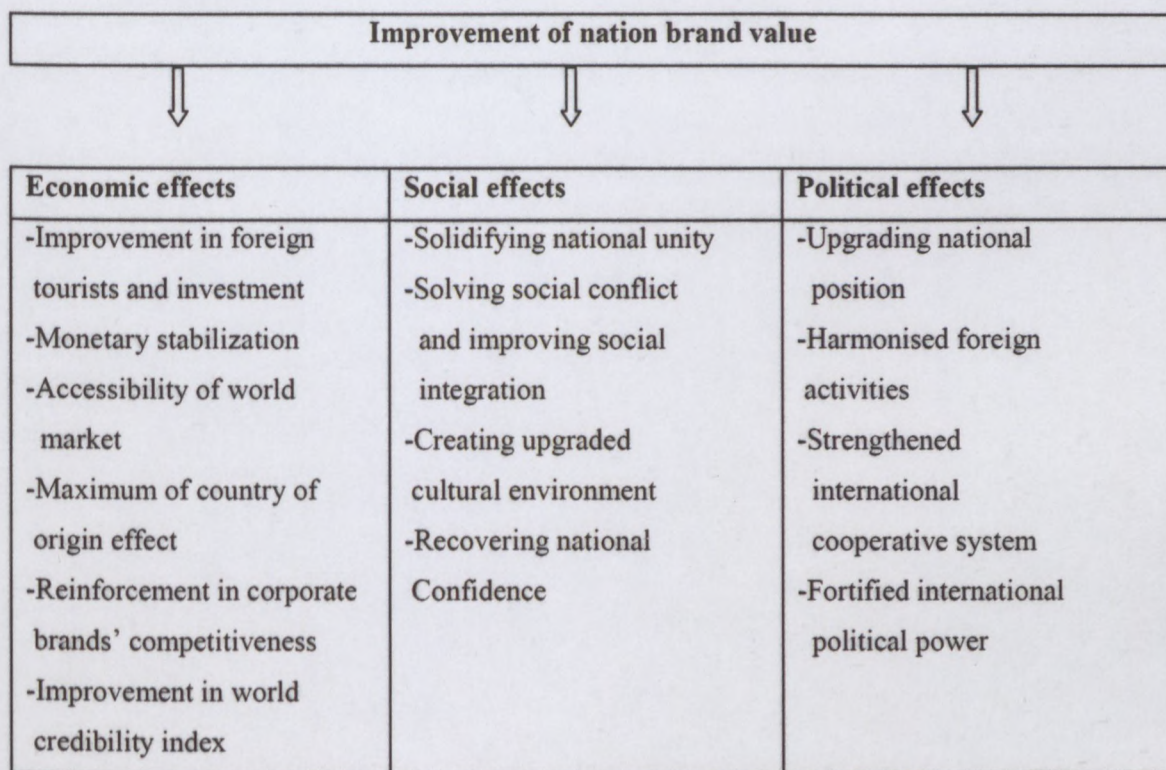 Improvement of nation brand value
Economic effects
-Improvement in foreign
tourists and investment
-Monetary stabilization
-Accessibility of world
market
-Maximum of country of
origin effect
-Reinforcement in corporate
brands' competitiveness
-Improvement in world
credibility index
Social effects
-Solidifying national unity
-Solving social conflict
and improving social
integration
-Creating upgraded
cultural environment
-Recovering national
Confidence
Political effects
-Upgrading national
position
-Harmonised foreign
activities
-Strengthened
international
cooperative system
-Fortified international
political power